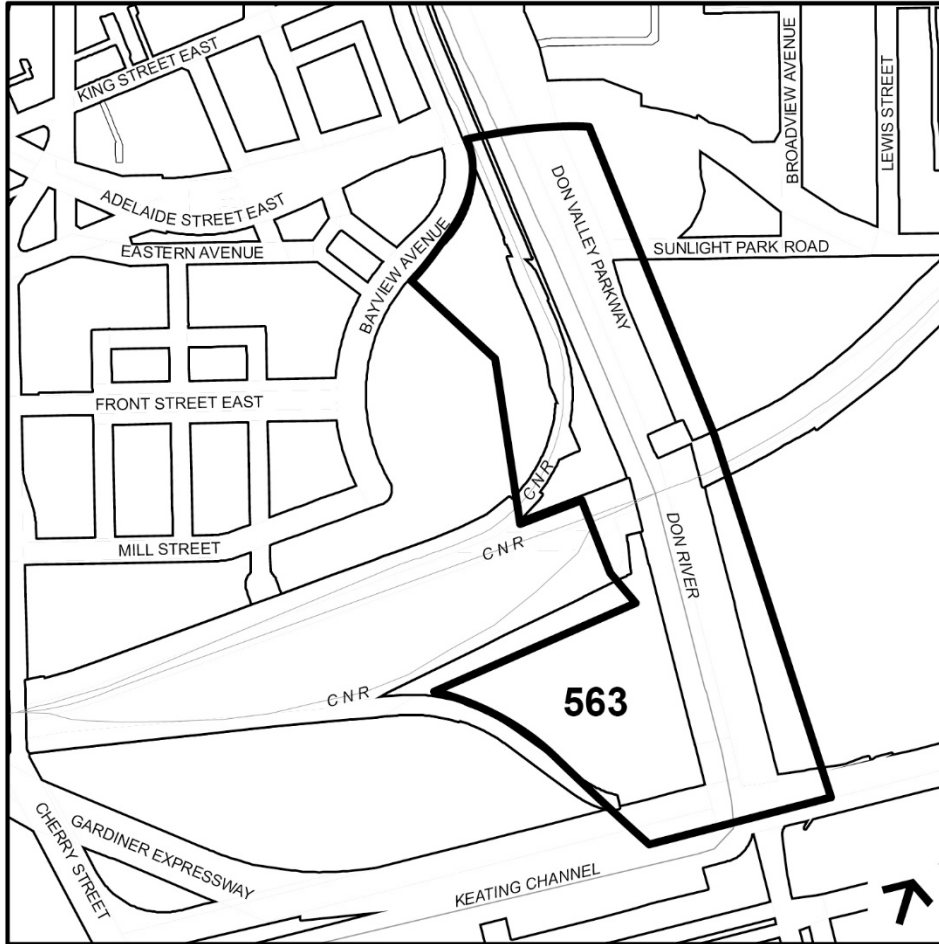 KING STREET EAST
BROADVIEW AVENUE
LEWIS STREET
ADELAIDE STREET EAST
DON VALLEY PARKWAY
EASTERN AVENUE
BAYVIEW AVENUE
SUNLIGHT PARK ROAD
FRONT STREET EAST
CNR
MILL STREET
CNR
DON RIVER
CNR
563
CHERRY STREET
GARDINER EXPRESSWAY
KEATING CHANNEL